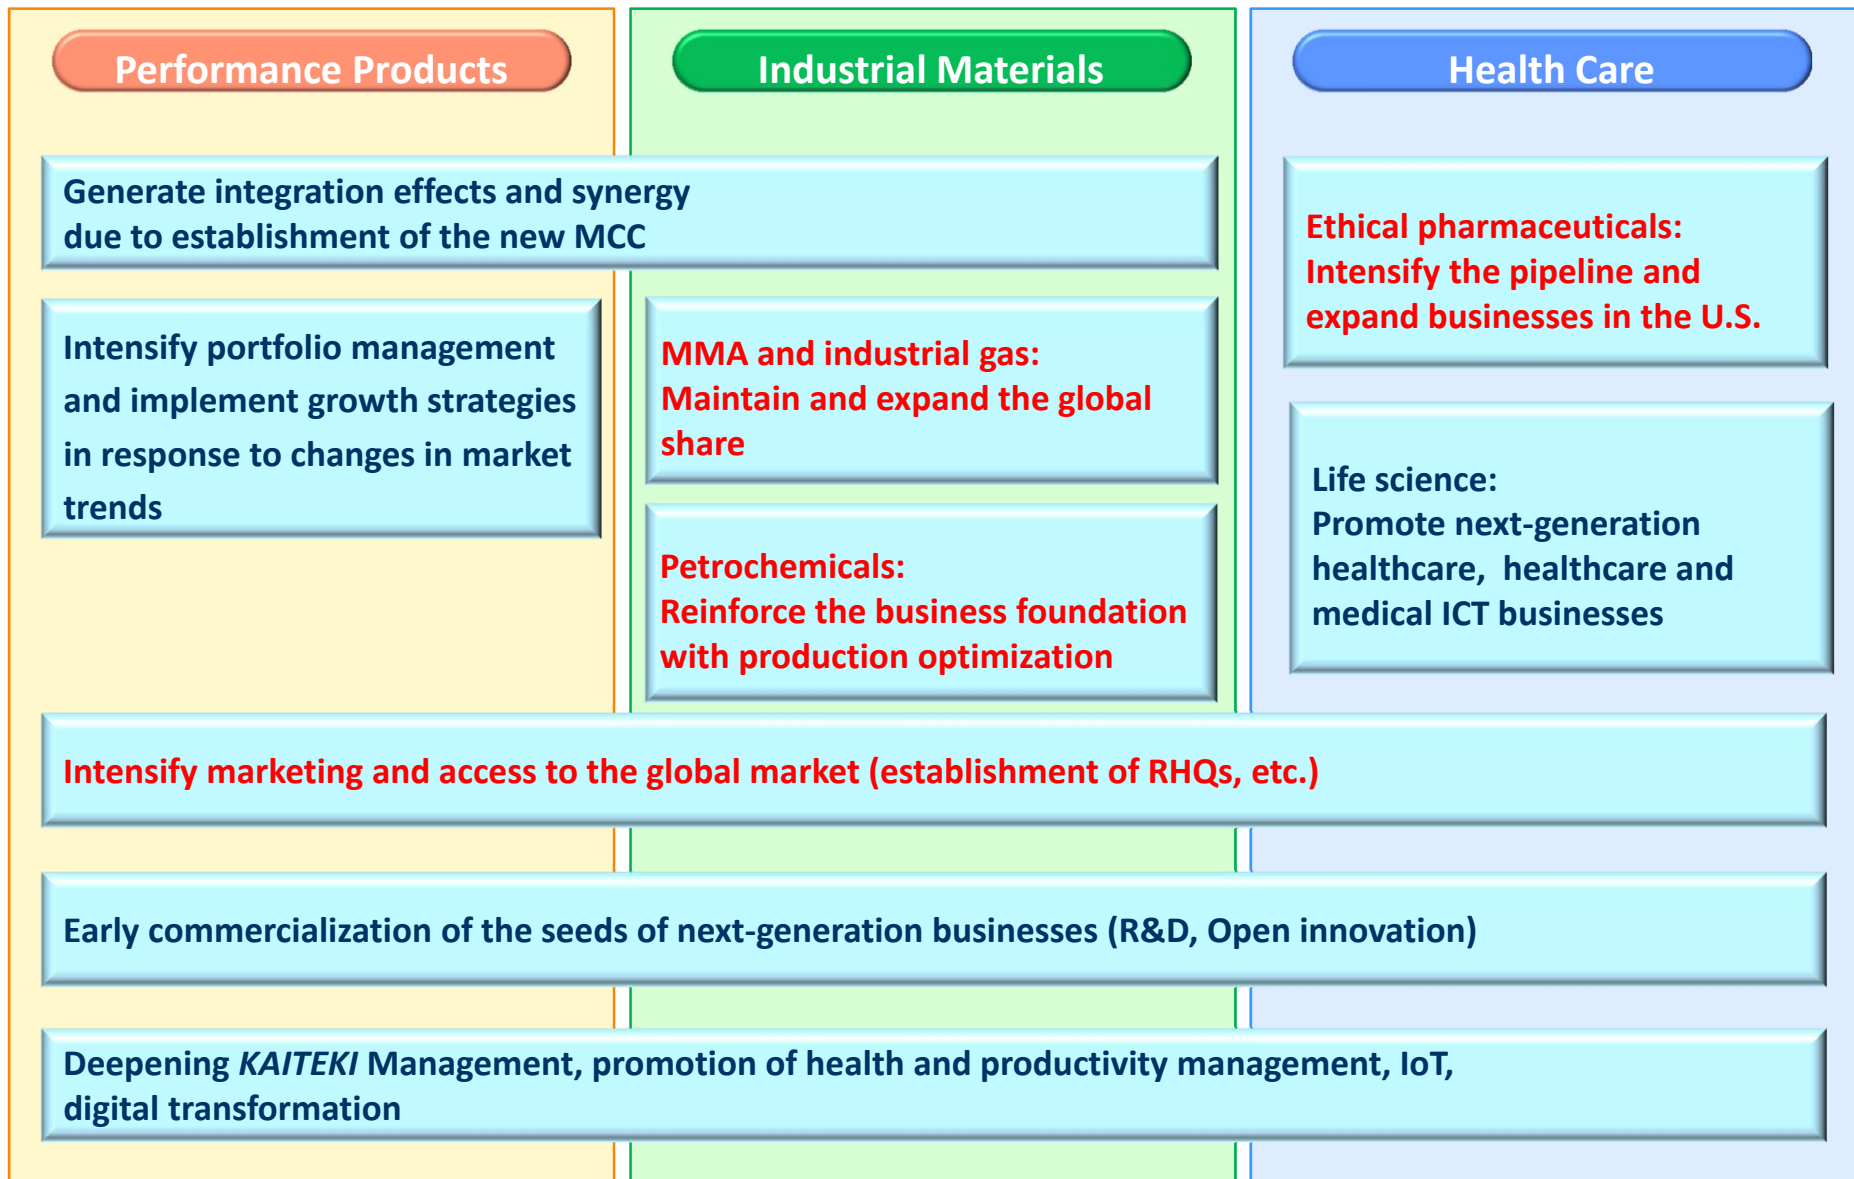 Performance Products
Industrial Materials
Health Care
Generate integration effects and synergy
due to establishment of the new MCC
Intensify portfolio management
and implement growth strategies
in response to changes in market
trends
MMA and industrial gas:
Maintain and expand the global
share
Petrochemicals:
Reinforce the business foundation
with production optimization
Ethical pharmaceuticals:
Intensify the pipeline and
expand businesses in the U.S.
Life science:
Promote next-generation
healthcare, healthcare and
medical ICT businesses
Intensify marketing and access to the global market (establishment of RHQs, etc.)
Early commercialization of the seeds of next-generation businesses (R&D, Open innovation)
Deepening KAITEKI Management, promotion of health and productivity management, IoT,
digital transformation